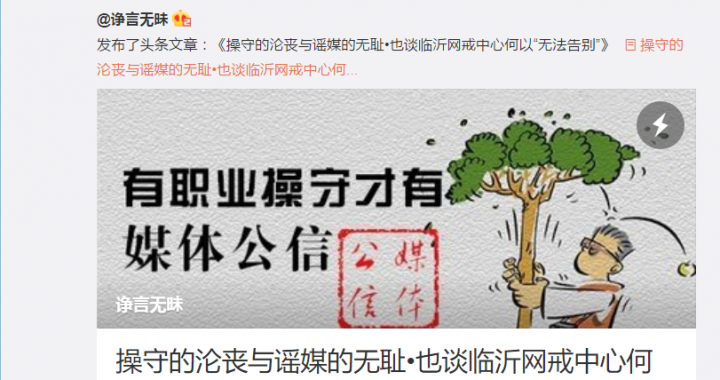 @诤言无昧
发布了头条文章：《操守的沦丧与谣媒的无耻•也谈临沂网戒中心何以“无法告别”》 操守的
沦丧与谣媒的无耻•也谈临沂网戒中心何...
有职业操守才有
媒体公信
公媒
信体
诤言无昧
操守的沦丧与谣媒的无耻•也谈临沂网戒中心何